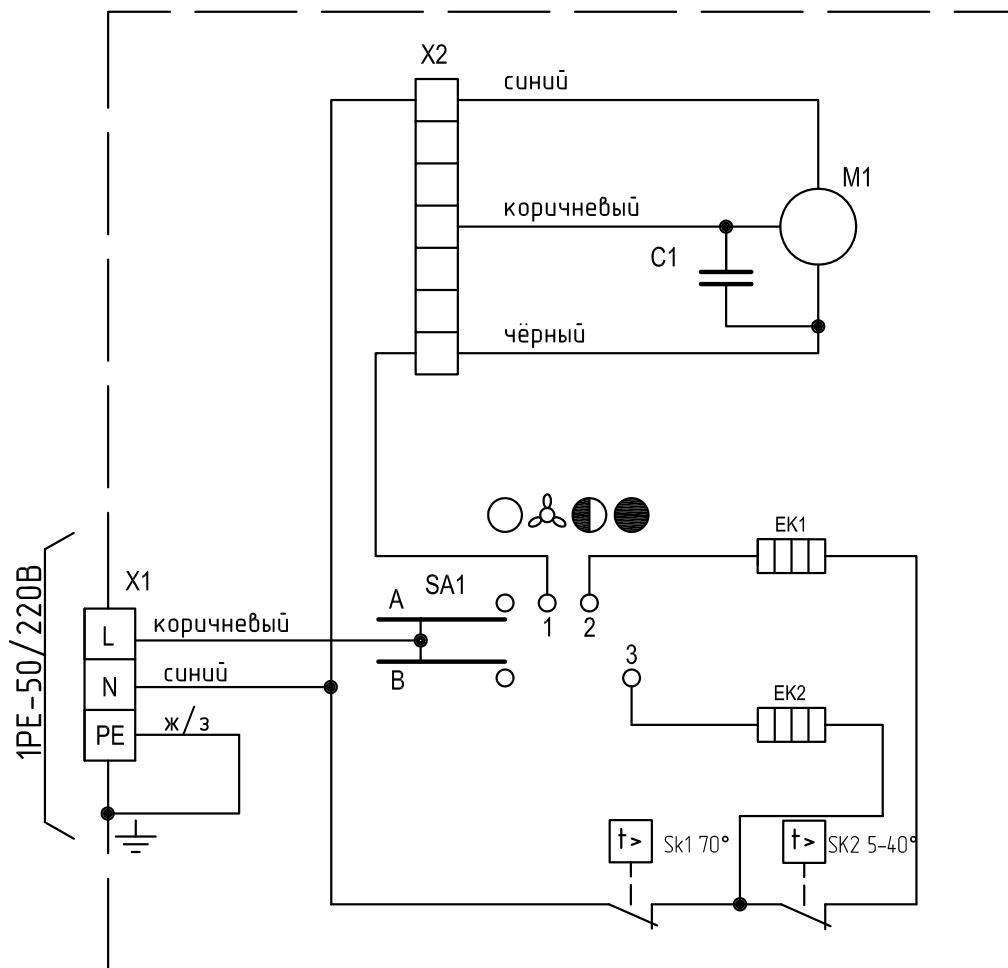 X2
синий
M1
коричневый
C1
чёрный
EK1
1PE-50/220В
X1
A
SA1
L
коричневый
1
2
3
N
синий
B
EK2
PE
ж/з
t>
Sk1 70°
t>
SK2 5-40°